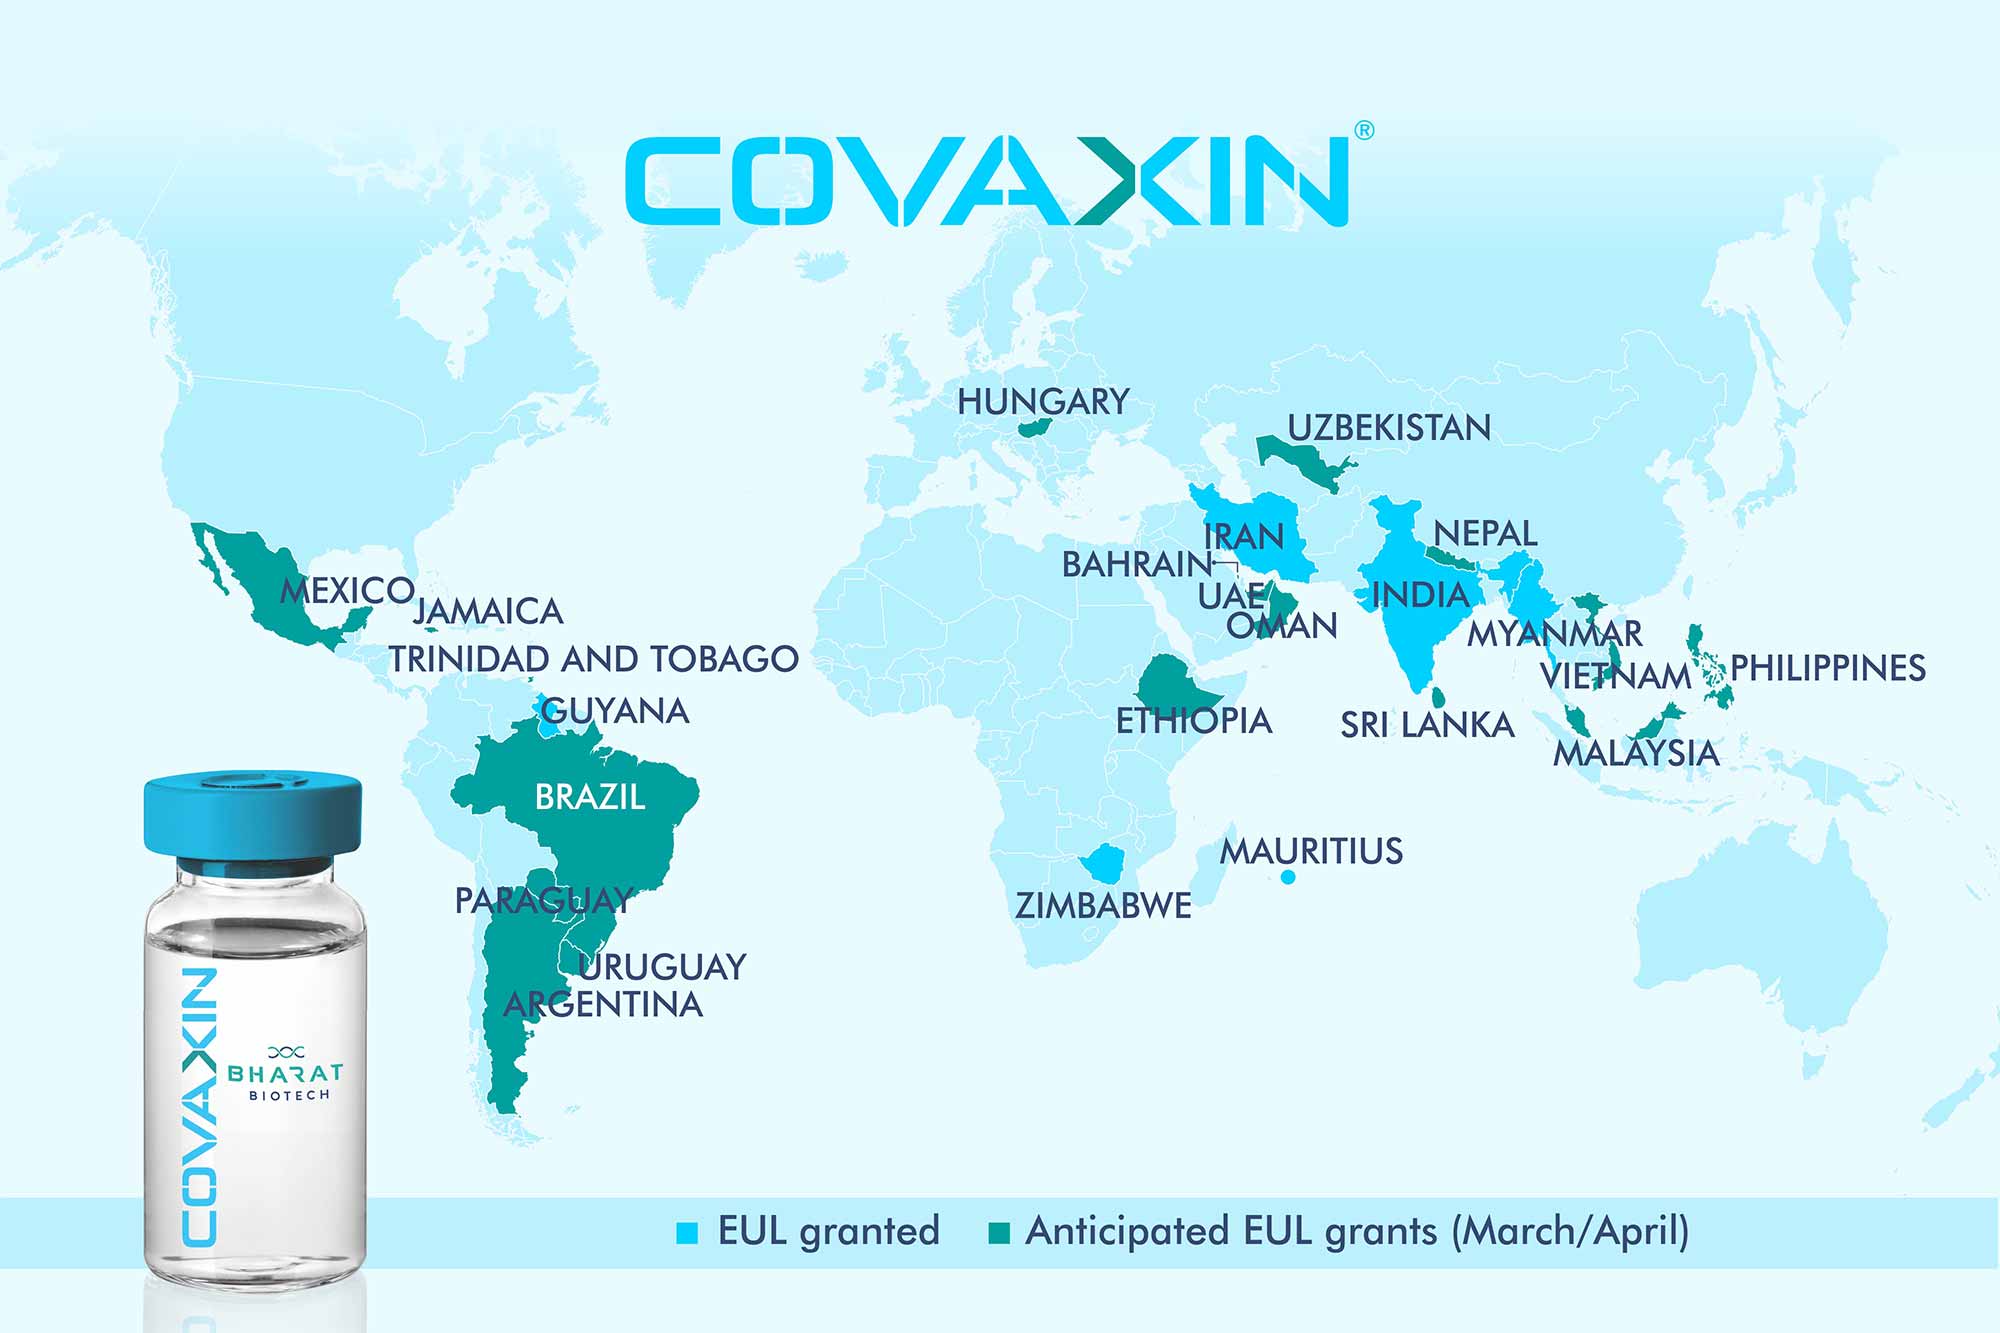 COVAXIN®
HUNGARY
UZBEKISTAN
IRAN
NEPAL
BAHRAIN
UAE
INDIA
MEXICO
JAMAICA
OMAN
MYANMAR
TRINIDAD AND TOBAGO
VIETNAM
PHILIPPINES
GUYANA
ETHIOPIA
SRI LANKA
MALAYSIA
BRAZIL
MAURITIUS
PARAGUAY
ZIMBABWE
URUGUAY
ARGENTINA
COVAXIN
BHARAT
BIOTECH
EUL granted
Anticipated EUL grants (March/April)